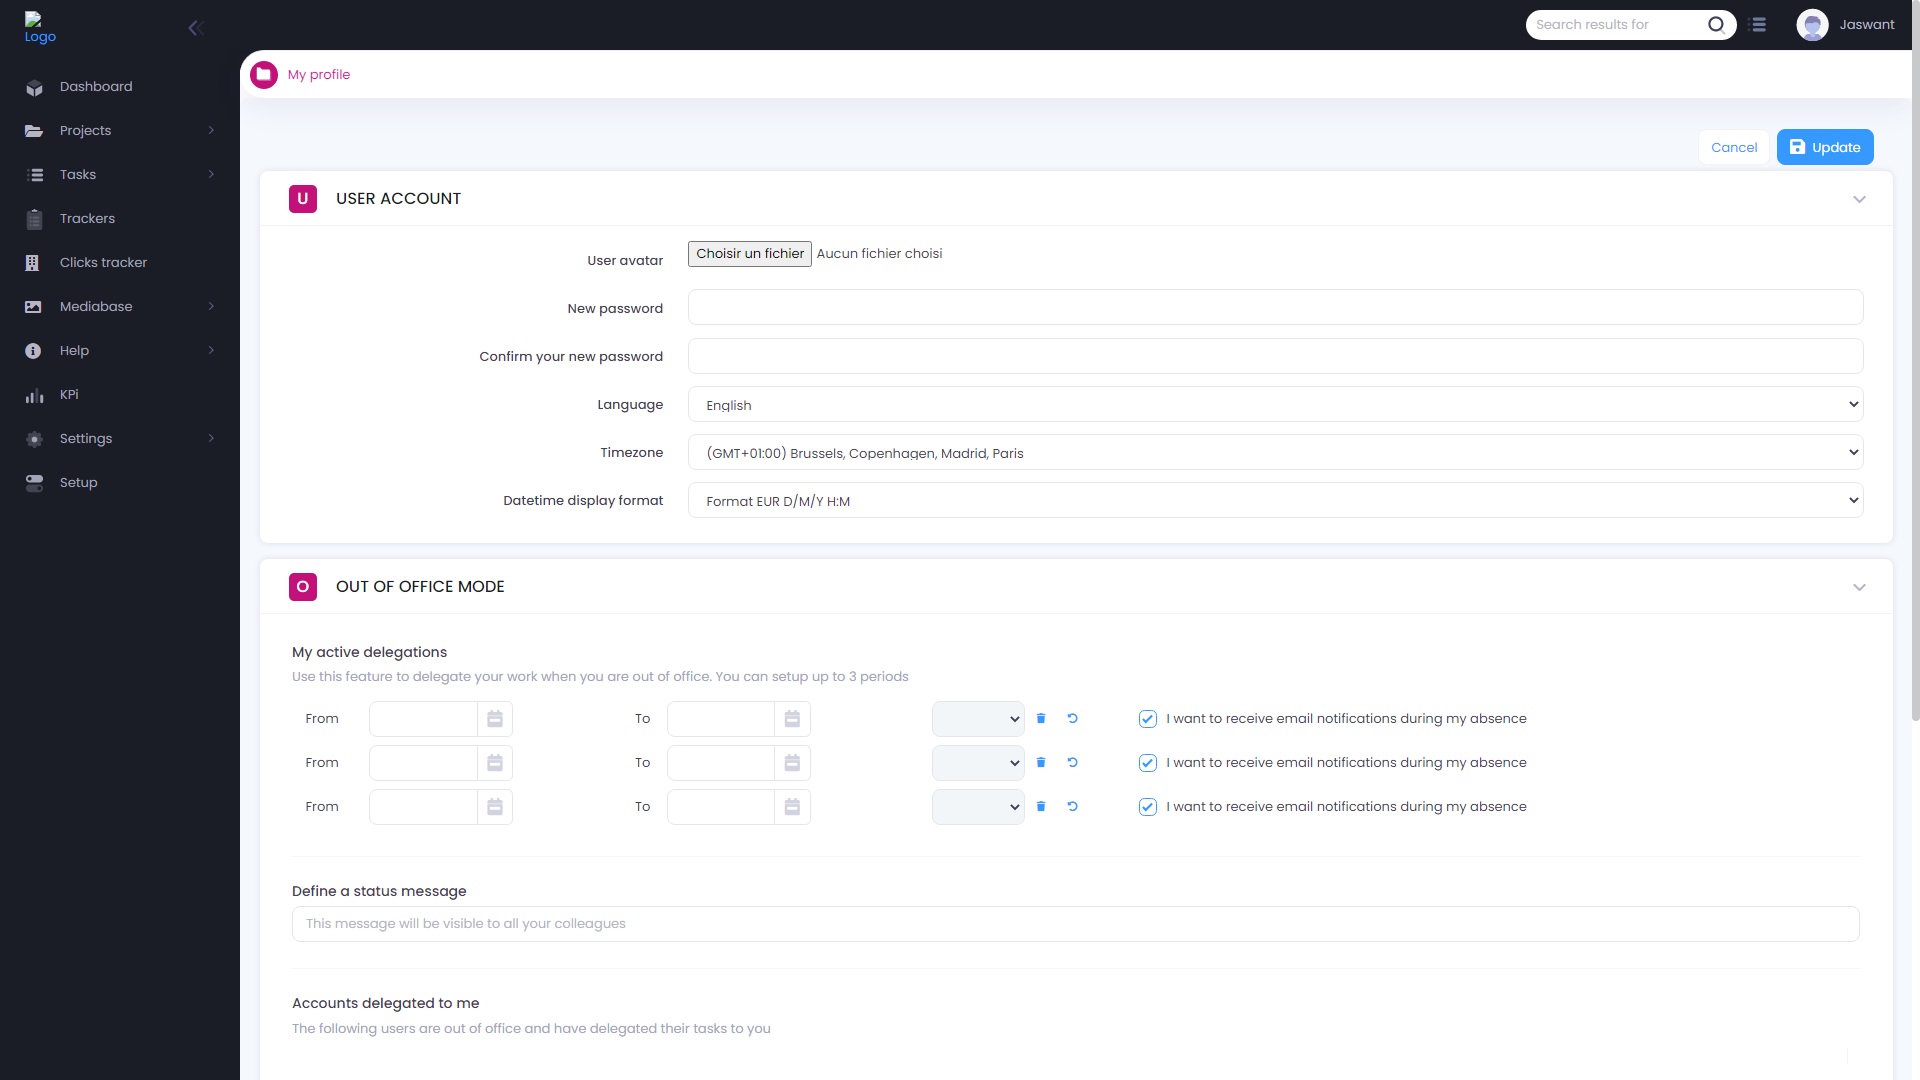 Logo
Search results for
Jaswant
Dashboard
Projects
Tasks
Trackers
Clicks tracker
Mediabase
Help
KPi
Settings
Setup
My profile
Cancel
Update
U USER ACCOUNT
User avatar Choisir un fichier Aucun fichier choisi
New password
Confirm your new password
Language English
Timezone (GMT+01:00) Brussels, Copenhagen, Madrid, Paris
Datetime display format Format EUR D/M/Y H:M
O OUT OF OFFICE MODE
My active delegations
Use this feature to delegate your work when you are out of office. You can setup up to 3 periods
From To I want to receive email notifications during my absence
From To I want to receive email notifications during my absence
From To I want to receive email notifications during my absence
Define a status message
This message will be visible to all your colleagues
Accounts delegated to me
The following users are out of office and have delegated their tasks to you